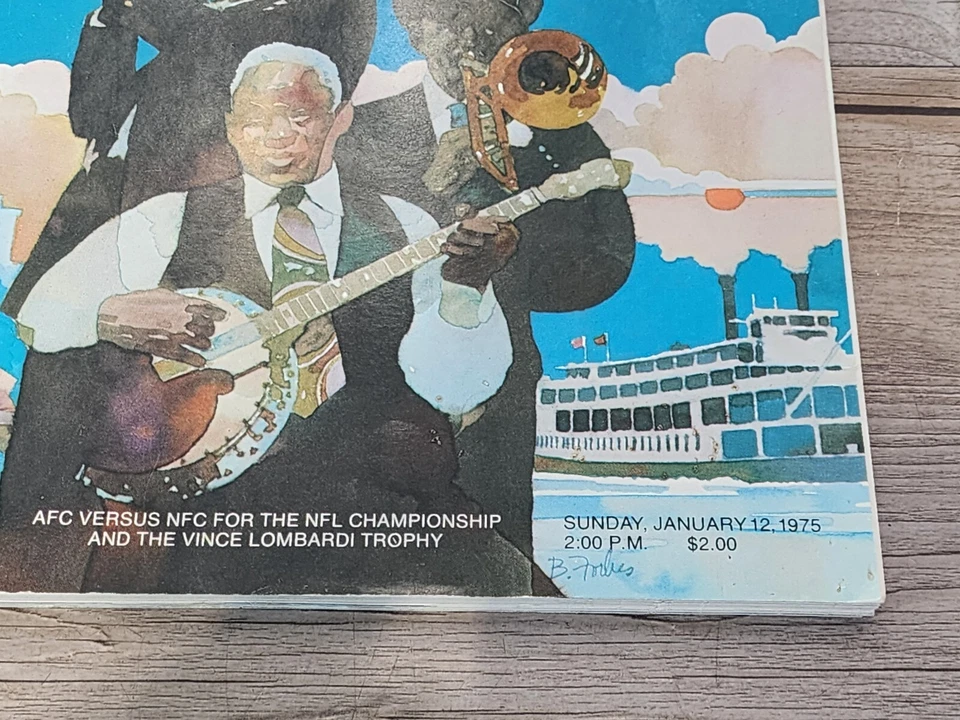 AFC VERSUS NFC FOR THE NFL CHAMPIONSHIP
AND THE VINCE LOMBARDI TROPHY
SUNDAY, JANUARY 12, 1975
2:00 P.M. $2.00
B. Forbes